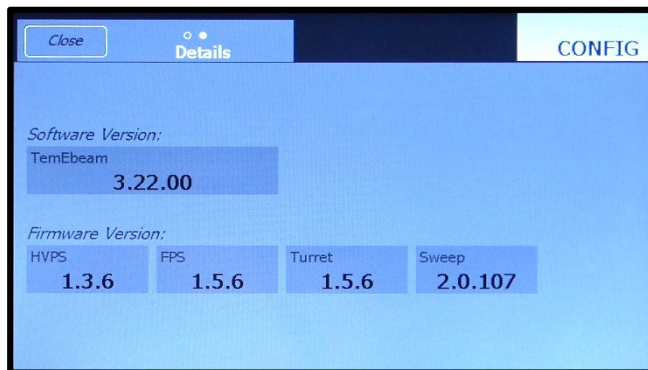 Close
Details
CONFIG
Software Version:
TemEbeam
3.22.00
Firmware Version:
HVPS FPS Turret Sweep
1.3.6 1.5.6 1.5.6 2.0.107